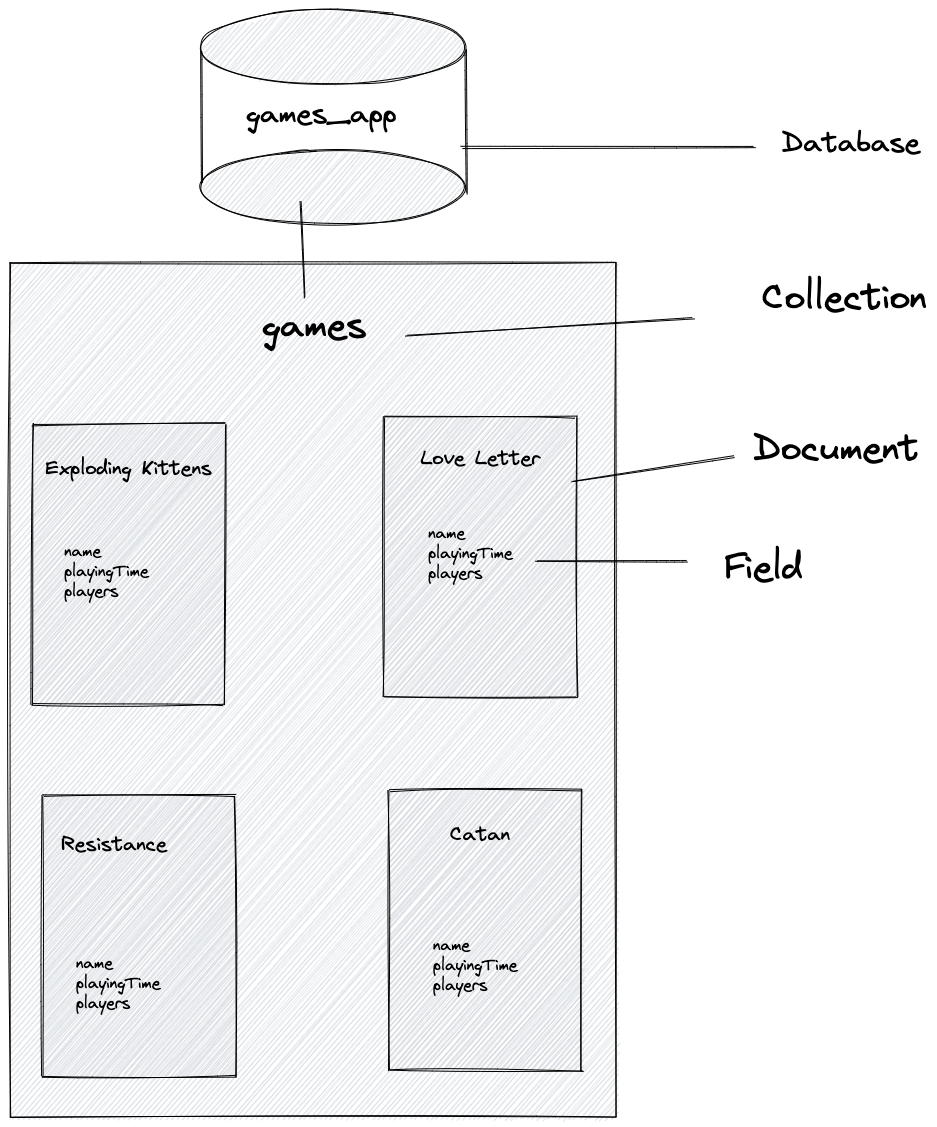 games_app
Database
games
Collection
Exploding Kittens
name
playingTime
players
Love Letter
name
playingTime
players
Document
Field
Resistance
name
playingTime
players
Catan
name
playingTime
players